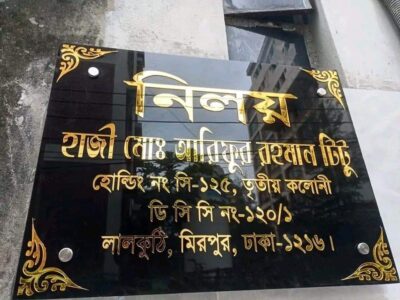 নিলয়
হাজী মোঃ আরিফুর রহমান টিটু
হোল্ডিং নং সি-১২৫, তৃতীয় কলোনী
ডি সি সি নং-১২০/১
লালকুঠি, মিরপুর, ঢাকা-১২১৬।